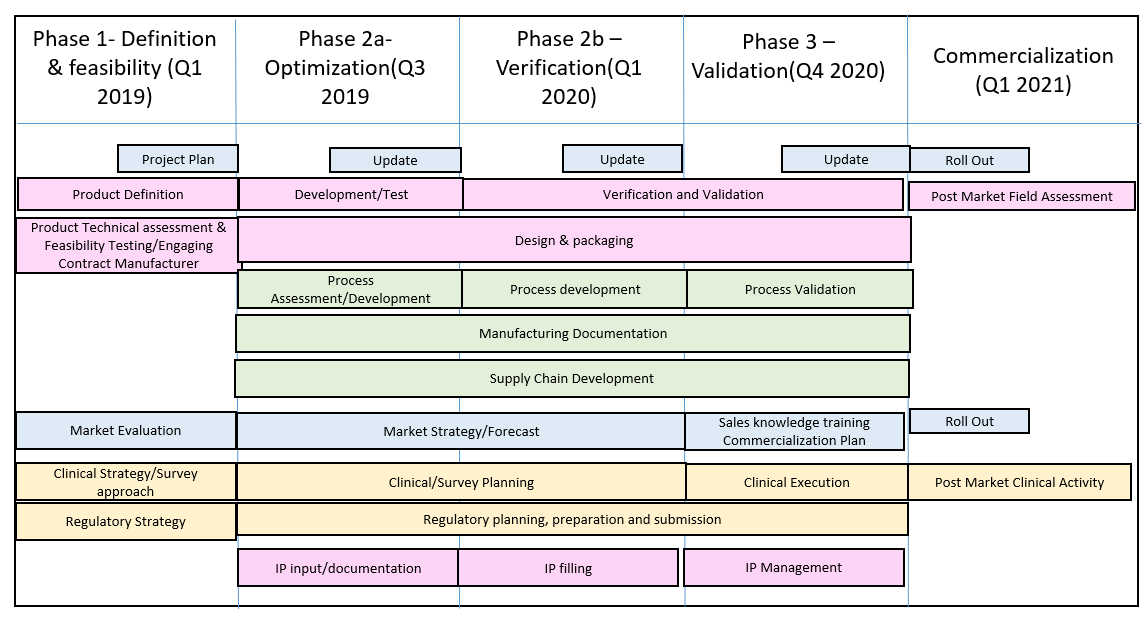 Phase 1- Definition
& feasibility (Q1
2019)
Phase 2a-
Optimization(Q3
2019
Phase 2b –
Verification(Q1
2020)
Phase 3 –
Validation(Q4 2020)
Commercialization
(Q1 2021)
Project Plan
Update
Update
Update
Roll Out
Product Definition
Development/Test
Verification and Validation
Post Market Field Assessment
Product Technical assessment &
Feasibility Testing/Engaging
Contract Manufacturer
Design & packaging
Process
Assessment/Development
Process development
Process Validation
Manufacturing Documentation
Supply Chain Development
Market Evaluation
Market Strategy/Forecast
Sales knowledge training
Commercialization Plan
Roll Out
Clinical Strategy/Survey
approach
Clinical/Survey Planning
Clinical Execution
Post Market Clinical Activity
Regulatory Strategy
Regulatory planning, preparation and submission
IP input/documentation
IP filling
IP Management